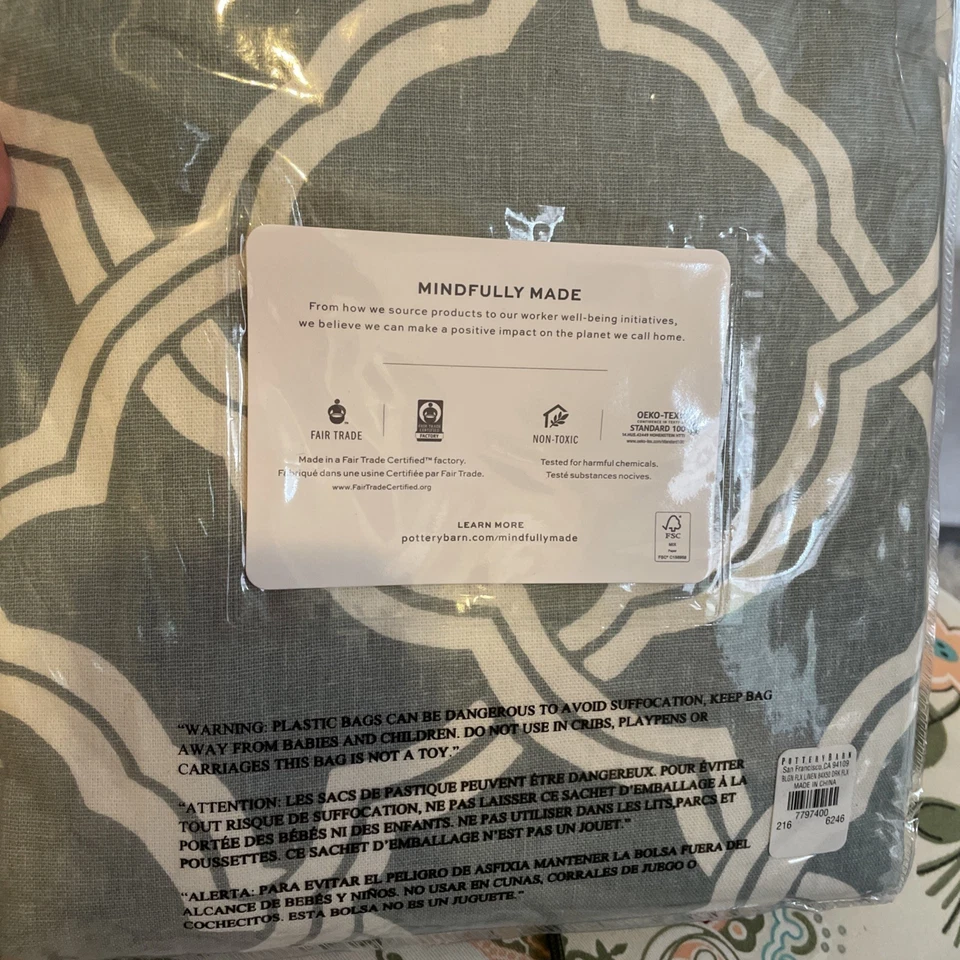 MINDFULLY MADE
From how we source products to our worker well-being initiatives,
we believe we can make a positive impact on the planet we call home.
FAIR TRADE
FAIR TRADE
CERTIFIED
FACTORY
NON-TOXIC
OEKO-TEX
CONFIDENCE IN TEXTILES
STANDARD 100
Made in a Fair Trade Certified™ factory.
Fabriqué dans une usine Certifiée par Fair Trade.
www.FairTradeCertified.org
Tested for harmful chemicals.
Testé substances nocives.
LEARN MORE
potterybarn.com/mindfullymade
FSC
MIX
Paper
"WARNING: PLASTIC BAGS CAN BE DANGEROUS TO AVOID SUFFOCATION, KEEP BAG
AWAY FROM BABIES AND CHILDREN. DO NOT USE IN CRIBS, PLAYPENS OR
CARRIAGES THIS BAG IS NOT A TOY."
"ATTENTION: LES SACS DE PASTIQUE PEUVENT ÊTRE DANGEREUX. POUR ÉVITER
TOUT RISQUE DE SUFFOCATION, NE PAS LAISSER CE SACHET D'EMBALLAGE À LA
PORTÉE DES BÉBÉS NI DES ENFANTS. NE PAS UTILISER DANS LES LITS,PARCS ET
POUSSETTES. CE SACHET D'EMBALLAGE N'EST PAS UN JOUET."
"ALERTA: PARA EVITAR EL PELIGRO DE ASFIXIA MANTENER LA BOLSA FUERA DEL
ALCANCE DE BEBÉS Y NIÑOS. NO USAR EN CUNAS, CORRALES DE JUEGO O
COCHECITOS. ESTA BOLSA NO ES UN JUGUETE."
POTTERYBARN
San Francisco,CA 94109
MADE IN CHINA
7797400
216 6246